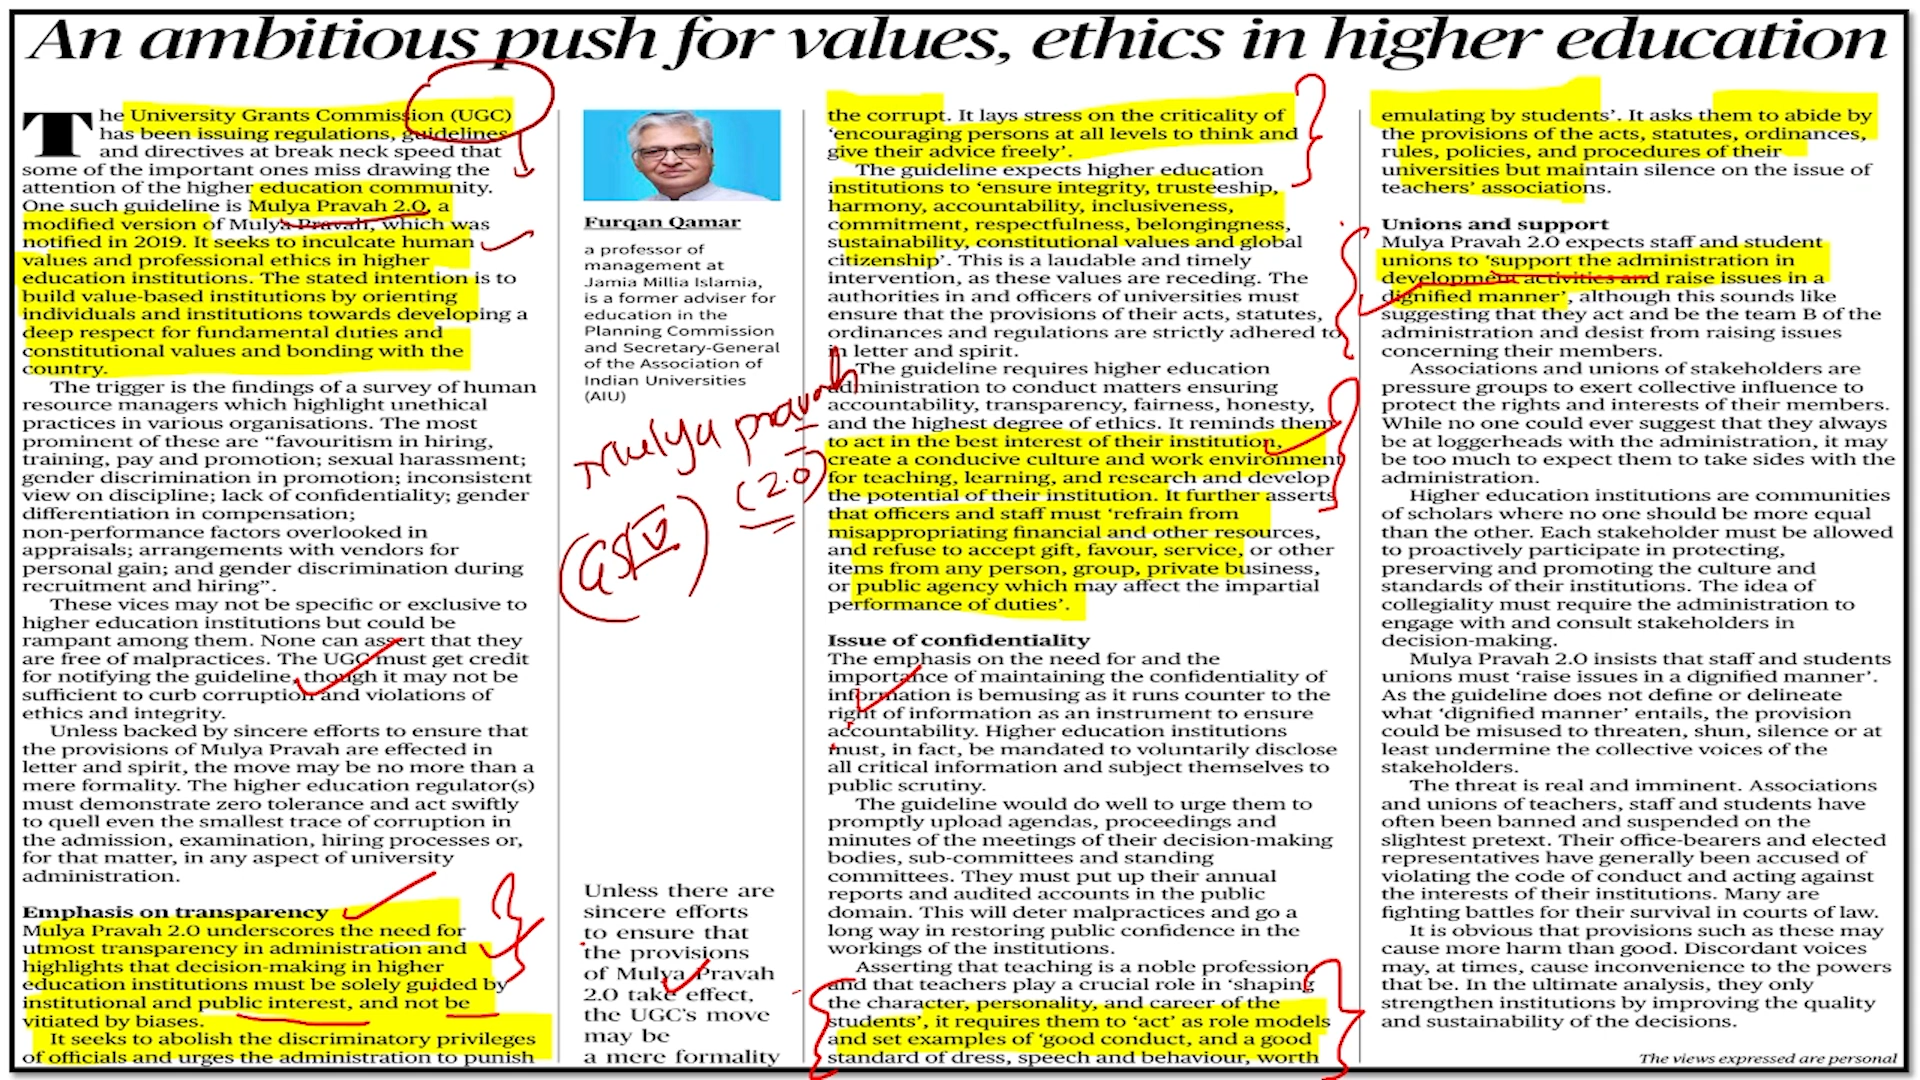 An ambitious push for values, ethics in higher education
The University Grants Commission (UGC)
has been issuing regulations, guidelines
and directives at break neck speed that
some of the important ones miss drawing the
attention of the higher education community.
One such guideline is Mulya Pravah 2.0, a
modified version of Mulya Pravah, which was
notified in 2019. It seeks to inculcate human
values and professional ethics in higher
education institutions. The stated intention is to
build value-based institutions by orienting
individuals and institutions towards developing a
deep respect for fundamental duties and
constitutional values and bonding with the
country.
The trigger is the findings of a survey of human
resource managers which highlight unethical
practices in various organisations. The most
prominent of these are “favouritism in hiring,
training, pay and promotion; sexual harassment;
gender discrimination in promotion; inconsistent
view on discipline; lack of confidentiality; gender
differentiation in compensation;
non-performance factors overlooked in
appraisals; arrangements with vendors for
personal gain; and gender discrimination during
recruitment and hiring”.
These vices may not be specific or exclusive to
higher education institutions but could be
rampant among them. None can assert that they
are free of malpractices. The UGC must get credit
for notifying the guideline, though it may not be
sufficient to curb corruption and violations of
ethics and integrity.
Unless backed by sincere efforts to ensure that
the provisions of Mulya Pravah are effected in
letter and spirit, the move may be no more than a
mere formality. The higher education regulator(s)
must demonstrate zero tolerance and act swiftly
to quell even the smallest trace of corruption in
the admission, examination, hiring processes or,
for that matter, in any aspect of university
administration.
Emphasis on transparency
Mulya Pravah 2.0 underscores the need for
utmost transparency in administration and
highlights that decision-making in higher
education institutions must be solely guided by
institutional and public interest, and not be
vitiated by biases.
It seeks to abolish the discriminatory privileges
of officials and urges the administration to punish
Furqan Qamar
a professor of
management at
Jamia Millia Islamia,
is a former adviser for
education in the
Planning Commission
and Secretary-General
of the Association of
Indian Universities
(AIU)
Mulya pravah
(2.0)
(GS IV)
Unless there are
sincere efforts
to ensure that
the provisions
of Mulya Pravah
2.0 take effect,
the UGC's move
may be
a mere formality
the corrupt. It lays stress on the criticality of
‘encouraging persons at all levels to think and
give their advice freely’.
The guideline expects higher education
institutions to ‘ensure integrity, trusteeship,
harmony, accountability, inclusiveness,
commitment, respectfulness, belongingness,
sustainability, constitutional values and global
citizenship’. This is a laudable and timely
intervention, as these values are receding. The
authorities in and officers of universities must
ensure that the provisions of their acts, statutes,
ordinances and regulations are strictly adhered to
in letter and spirit.
The guideline requires higher education
administration to conduct matters ensuring
accountability, transparency, fairness, honesty,
and the highest degree of ethics. It reminds them
to act in the best interest of their institution,
create a conducive culture and work environment
for teaching, learning, and research and develop
the potential of their institution. It further asserts
that officers and staff must ‘refrain from
misappropriating financial and other resources,
and refuse to accept gift, favour, service, or other
items from any person, group, private business,
or public agency which may affect the impartial
performance of duties’.
Issue of confidentiality
The emphasis on the need for and the
importance of maintaining the confidentiality of
information is bemusing as it runs counter to the
right of information as an instrument to ensure
accountability. Higher education institutions
must, in fact, be mandated to voluntarily disclose
all critical information and subject themselves to
public scrutiny.
The guideline would do well to urge them to
promptly upload agendas, proceedings and
minutes of the meetings of their decision-making
bodies, sub-committees and standing
committees. They must put up their annual
reports and audited accounts in the public
domain. This will deter malpractices and go a
long way in restoring public confidence in the
workings of the institutions.
Asserting that teaching is a noble profession
and that teachers play a crucial role in ‘shaping
the character, personality, and career of the
students’, it requires them to ‘act’ as role models
and set examples of ‘good conduct, and a good
standard of dress, speech and behaviour, worth
emulating by students’. It asks them to abide by
the provisions of the acts, statutes, ordinances,
rules, policies, and procedures of their
universities but maintain silence on the issue of
teachers’ associations.
Unions and support
Mulya Pravah 2.0 expects staff and student
unions to ‘support the administration in
development activities and raise issues in a
dignified manner’, although this sounds like
suggesting that they act and be the team B of the
administration and desist from raising issues
concerning their members.
Associations and unions of stakeholders are
pressure groups to exert collective influence to
protect the rights and interests of their members.
While no one could ever suggest that they always
be at loggerheads with the administration, it may
be too much to expect them to take sides with the
administration.
Higher education institutions are communities
of scholars where no one should be more equal
than the other. Each stakeholder must be allowed
to proactively participate in protecting,
preserving and promoting the culture and
standards of their institutions. The idea of
collegiality must require the administration to
engage with and consult stakeholders in
decision-making.
Mulya Pravah 2.0 insists that staff and students
unions must ‘raise issues in a dignified manner’.
As the guideline does not define or delineate
what ‘dignified manner’ entails, the provision
could be misused to threaten, shun, silence or at
least undermine the collective voices of the
stakeholders.
The threat is real and imminent. Associations
and unions of teachers, staff and students have
often been banned and suspended on the
slightest pretext. Their office-bearers and elected
representatives have generally been accused of
violating the code of conduct and acting against
the interests of their institutions. Many are
fighting battles for their survival in courts of law.
It is obvious that provisions such as these may
cause more harm than good. Discordant voices
may, at times, cause inconvenience to the powers
that be. In the ultimate analysis, they only
strengthen institutions by improving the quality
and sustainability of the decisions.
The views expressed are personal